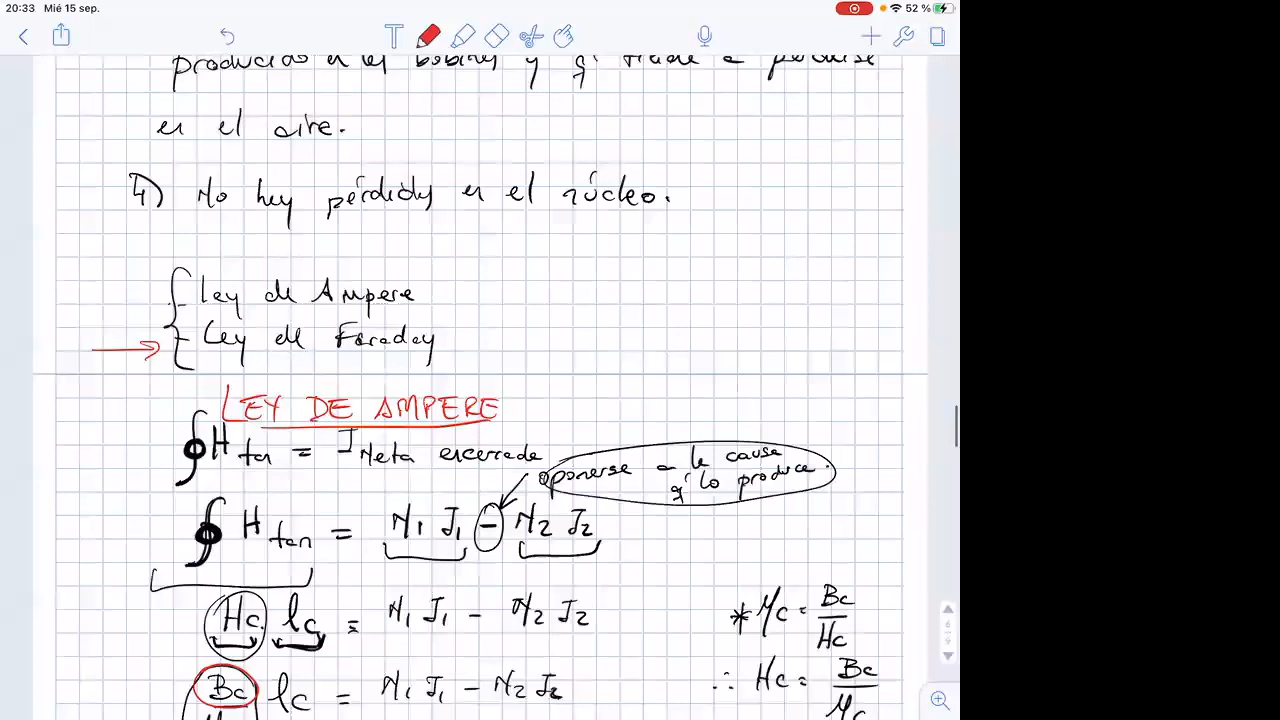 20:33 Mié 15 sep.
52 %
en el aire.
4) No hay pérdidas en el núcleo.
- Ley de Ampere
- Ley de Faraday
LEY DE AMPERE
∮ H tan = I Neta encerrada
oponerse a la causa
q' lo produce.
∮ H tan = N1 I1 - N2 I2
Hc lc = N1 I1 - N2 I2
* μc = Bc / Hc
Bc lc = N1 I1 - N2 I2
∴ Hc = Bc / μc